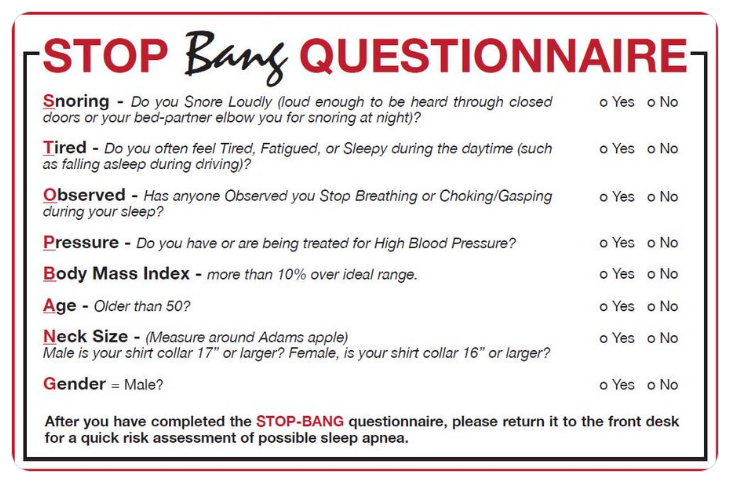 STOP Bang QUESTIONNAIRE
Snoring - Do you Snore Loudly (loud enough to be heard through closed o Yes o No
doors or your bed-partner elbow you for snoring at night)?
Tired - Do you often feel Tired, Fatigued, or Sleepy during the daytime (such o Yes o No
as falling asleep during driving)?
Observed - Has anyone Observed you Stop Breathing or Choking/Gasping o Yes o No
during your sleep?
Pressure - Do you have or are being treated for High Blood Pressure? o Yes o No
Body Mass Index - more than 10% over ideal range. o Yes o No
Age - Older than 50? o Yes o No
Neck Size - (Measure around Adams apple) o Yes o No
Male is your shirt collar 17” or larger? Female, is your shirt collar 16” or larger?
Gender = Male? o Yes o No
After you have completed the STOP-BANG questionnaire, please return it to the front desk
for a quick risk assessment of possible sleep apnea.